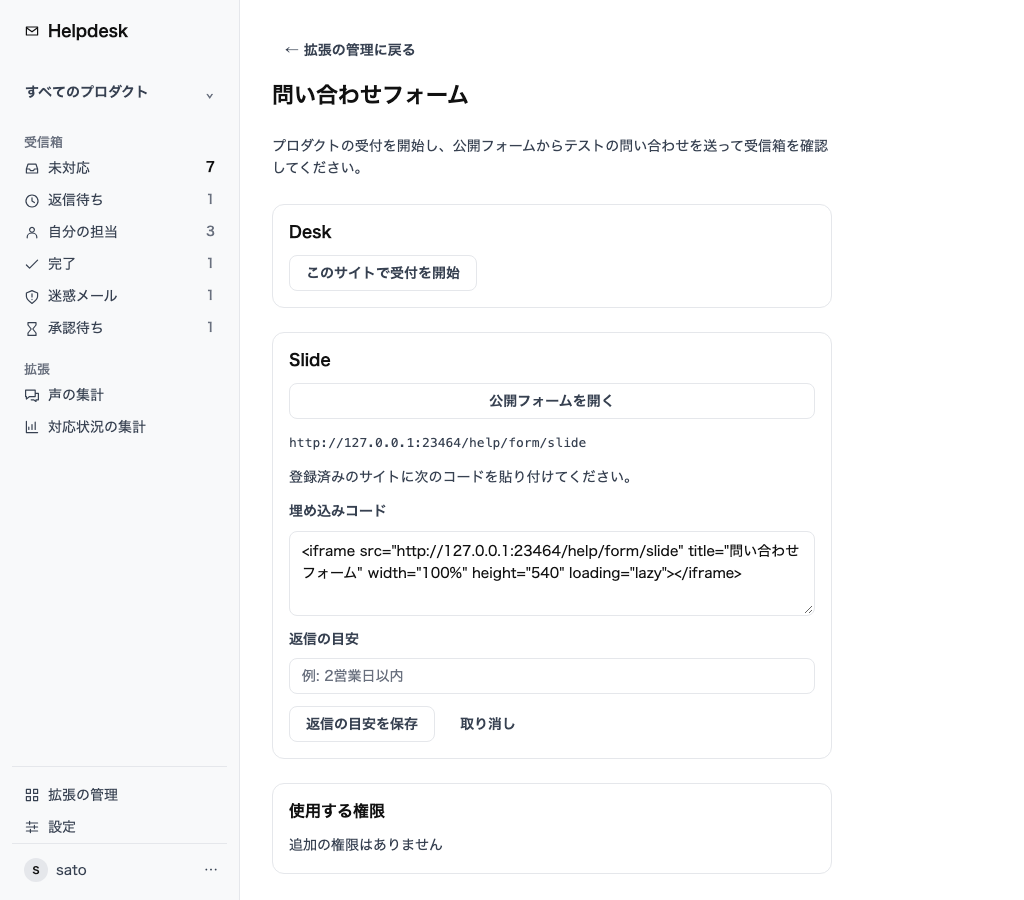 Helpdesk
すべてのプロダクト
受信箱
未対応 7
返信待ち 1
自分の担当 3
完了 1
迷惑メール 1
承認待ち 1
拡張
声の集計
対応状況の集計
拡張の管理
設定
S sato ...
← 拡張の管理に戻る
問い合わせフォーム
プロダクトの受付を開始し、公開フォームからテストの問い合わせを送って受信箱を確認
してください。
Desk
このサイトで受付を開始
Slide
公開フォームを開く
http://127.0.0.1:23464/help/form/slide
登録済みのサイトに次のコードを貼り付けてください。
埋め込みコード
<iframe src="http://127.0.0.1:23464/help/form/slide" title="問い合わせ
フォーム" width="100%" height="540" loading="lazy"></iframe>
返信の目安
例: 2営業日以内
返信の目安を保存 取り消し
使用する権限
追加の権限はありません